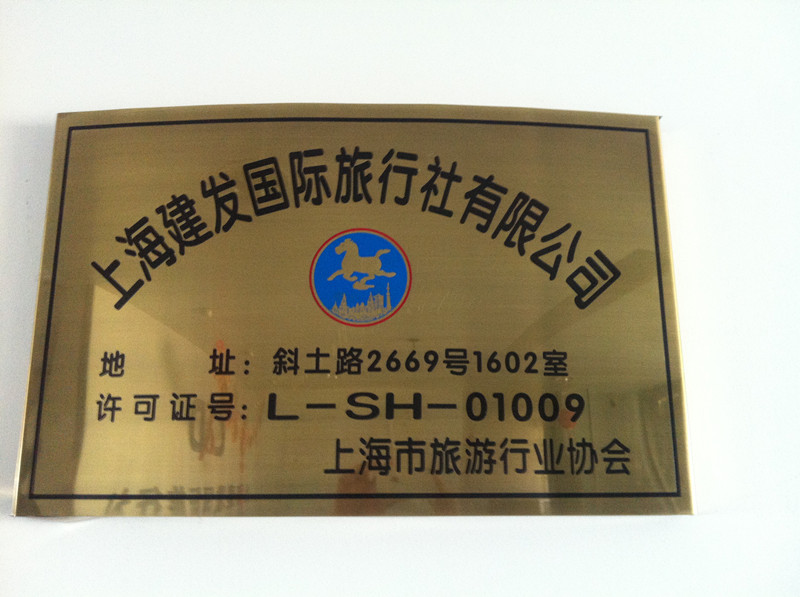 上海建发国际旅行社有限公司
地 址：斜土路2669号1602室
许可证号：L-SH-01009
上海市旅游行业协会